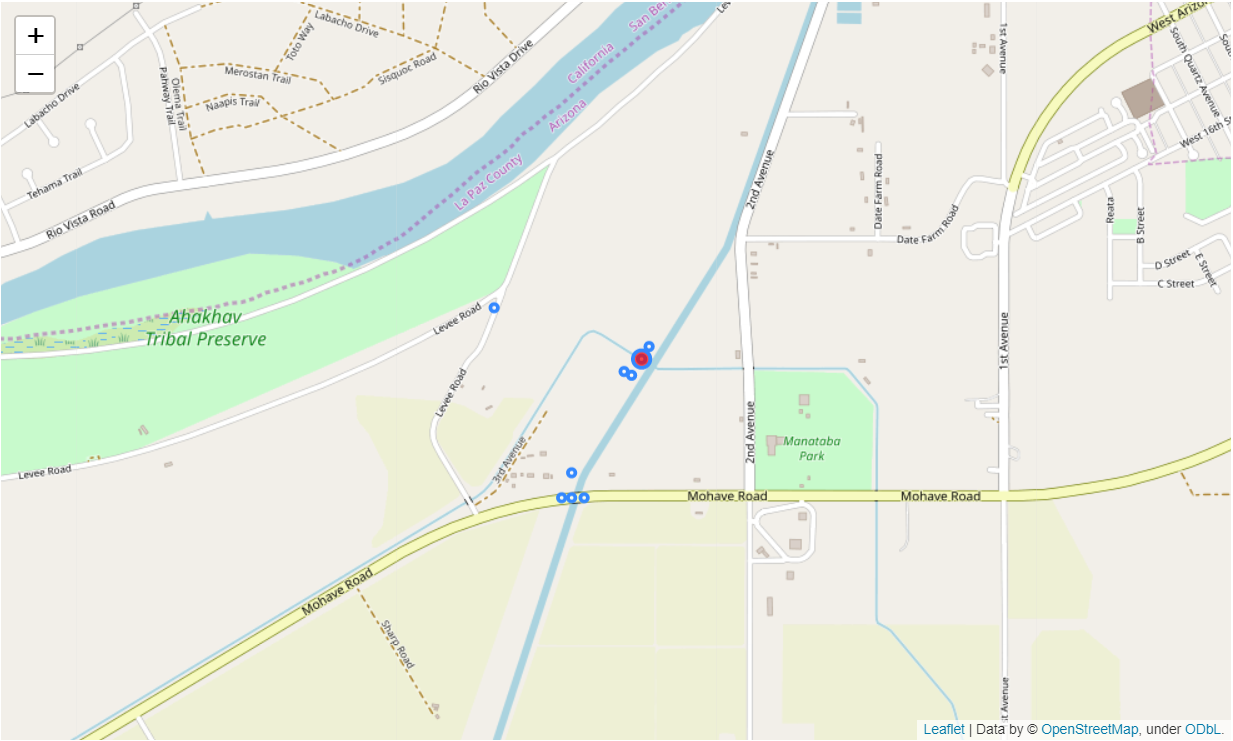 +
−
Labacho Drive
Toto Way
Merostan Trail
Sisquoc Road
Naapis Trail
Olema Trail
Pahway Trail
Labacho Drive
Tehama Trail
Rio Vista Road
Rio Vista Drive
San Ber
California
Arizona
La Paz County
Lev
2nd Avenue
1st Avenue
West Arizo
South Quartz Avenue
Sou
West 16th S
Date Farm Road
Date Farm Road
Reata
B Street
D Street
E Street
C Street
Ahakhav
Tribal Preserve
Levee Road
Levee Road
Levee Road
3rd Avenue
2nd Avenue
1st Avenue
Manataba
Park
Mohave Road
Mohave Road
Mohave Road
Sharp Road
st Avenue
Leaflet | Data by © OpenStreetMap, under ODbL.